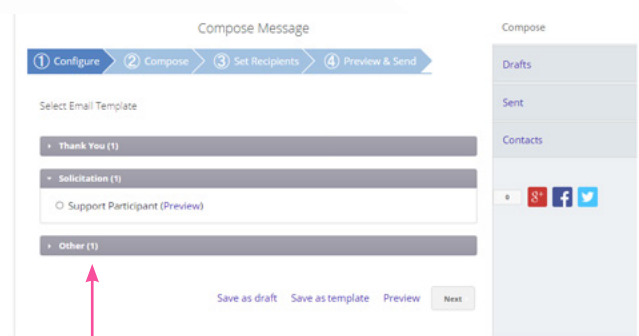 Compose Message
① Configure ② Compose ③ Set Recipients ④ Preview & Send
Select Email Template
Thank You (1)
Solicitation (1)
Support Participant (Preview)
Other (1)
Save as draft Save as template Preview Next
Compose
Drafts
Sent
Contacts
0 g+ f